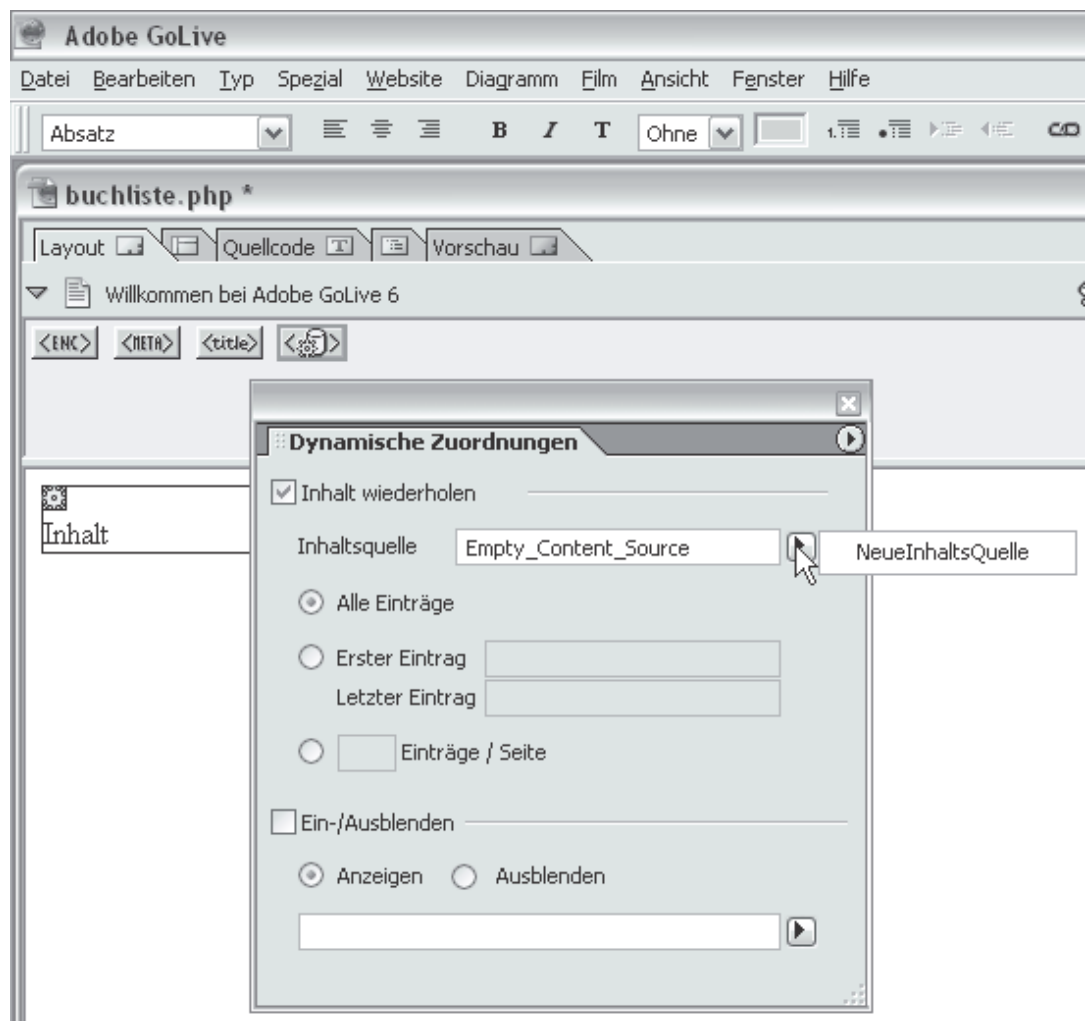 Adobe GoLive
Datei Bearbeiten Typ Spezial Website Diagramm Film Ansicht Fenster Hilfe
Absatz B I T Ohne
buchliste.php *
Layout Quellcode T Vorschau
Willkommen bei Adobe GoLive 6
<ENC> <META> <title>
Dynamische Zuordnungen
Inhalt wiederholen
Inhalt
Inhaltsquelle Empty_Content_Source NeueInhaltsQuelle
Alle Einträge
Erster Eintrag
Letzter Eintrag
Einträge / Seite
Ein-/Ausblenden
Anzeigen Ausblenden